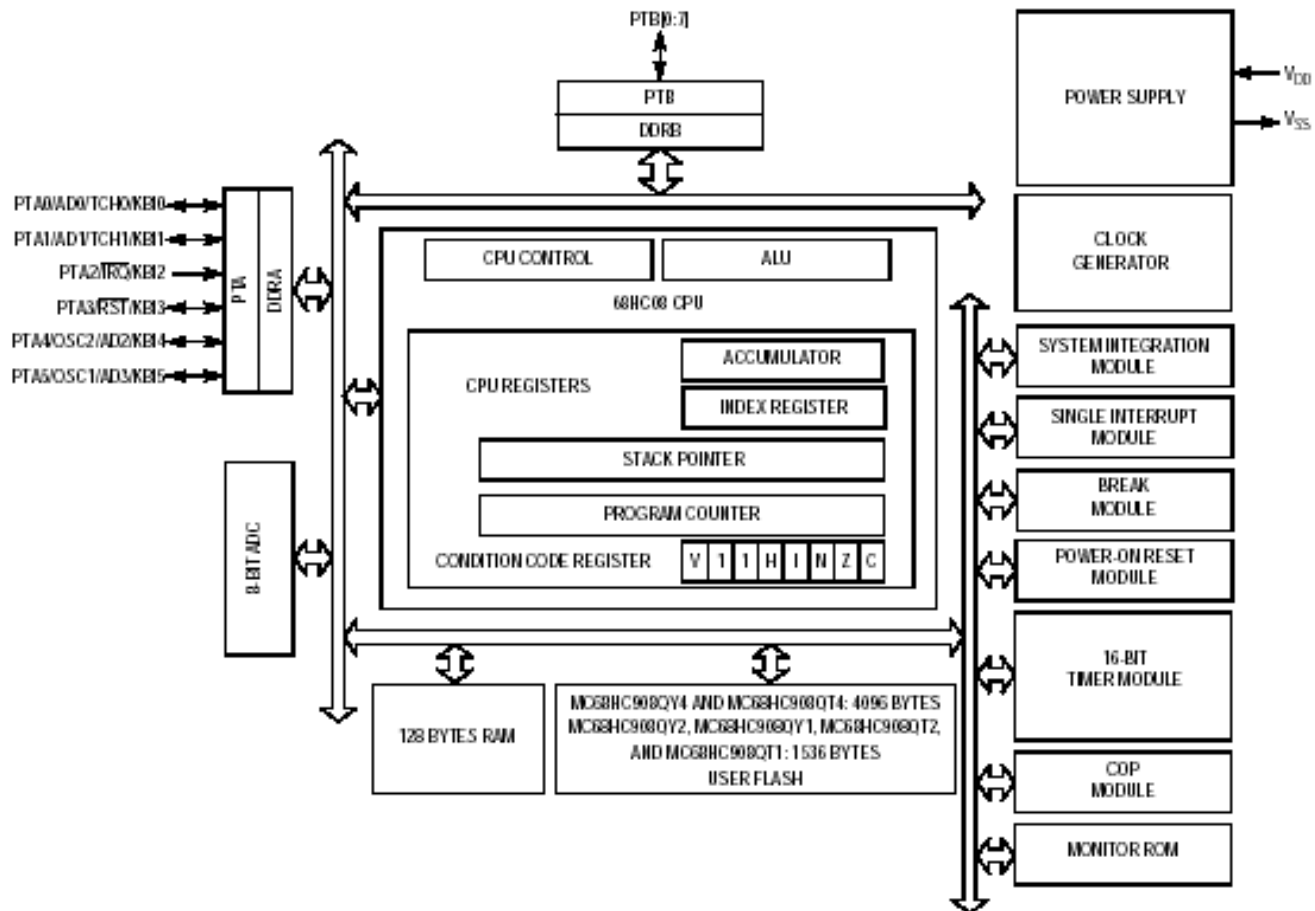 PTB[0:7]
PTB
DDRB
POWER SUPPLY
VDD
VSS
PTA0/AD0/TCH0/KBI0
PTA1/AD1/TCH1/KBI1
PTA2/IRQ/KBI2
PTA3/RST/KBI3
PTA4/OSC2/AD2/KBI4
PTA5/OSC1/AD3/KBI5
PTA
DDRA
CLOCK
GENERATOR
CPU CONTROL
ALU
68HC08 CPU
CPU REGISTERS
ACCUMULATOR
INDEX REGISTER
STACK POINTER
PROGRAM COUNTER
CONDITION CODE REGISTER
V 1 1 H I N Z C
8-BIT ADC
SYSTEM INTEGRATION
MODULE
SINGLE INTERRUPT
MODULE
BREAK
MODULE
POWER-ON RESET
MODULE
16-BIT
TIMER MODULE
COP
MODULE
MONITOR ROM
128 BYTES RAM
MC68HC908QY4 AND MC68HC908QT4: 4096 BYTES
MC68HC908QY2, MC68HC908QY1, MC68HC908QT2,
AND MC68HC908QT1: 1536 BYTES
USER FLASH